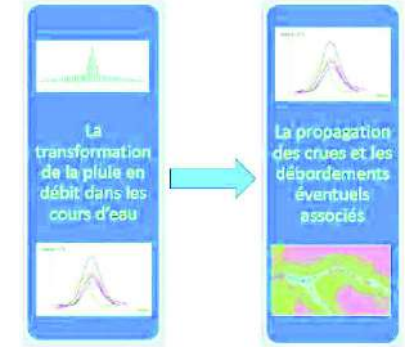 La
transformation
de la pluie en
débit dans les
cours d'eau
La propagation
des crues et les
débordements
éventuels
associés